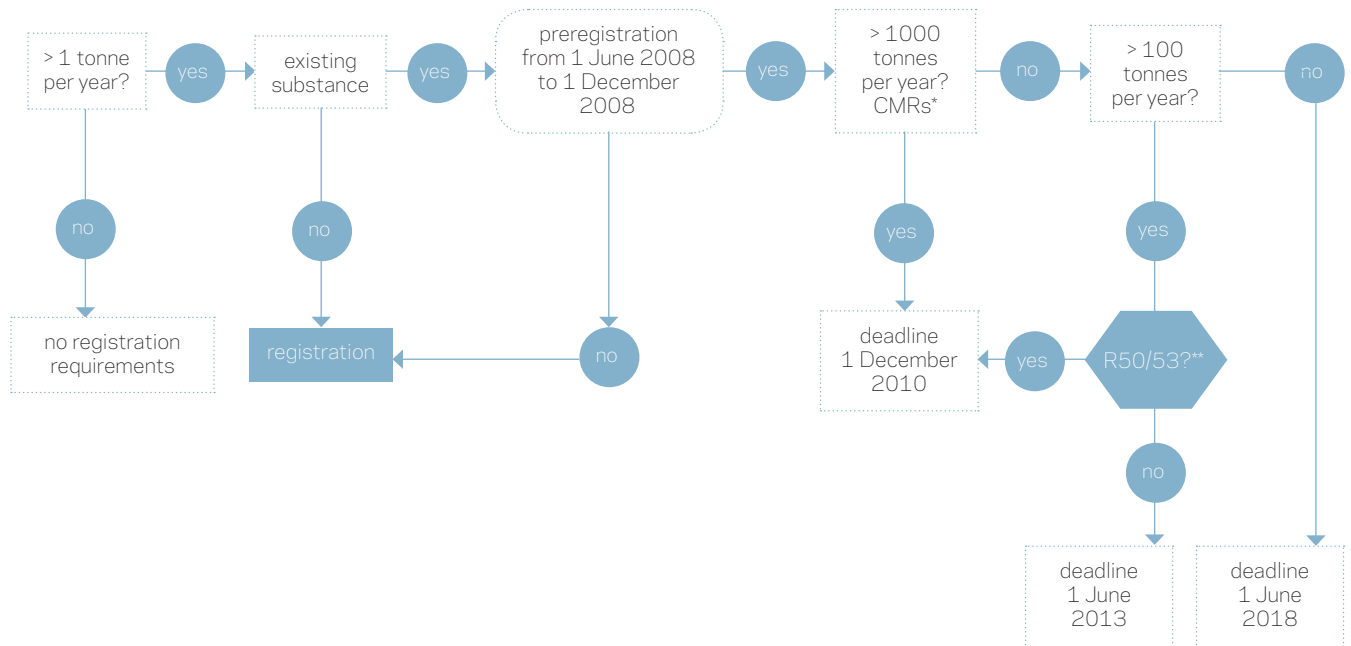 > 1 tonne
per year?
yes
existing
substance
yes
preregistration
from 1 June 2008
to 1 December
2008
yes
> 1000
tonnes
per year?
CMRs*
no
> 100
tonnes
per year?
no
no
no
yes
yes
no registration
requirements
registration
no
deadline
1 December
2010
yes
R50/53?**
no
deadline
1 June
2013
deadline
1 June
2018